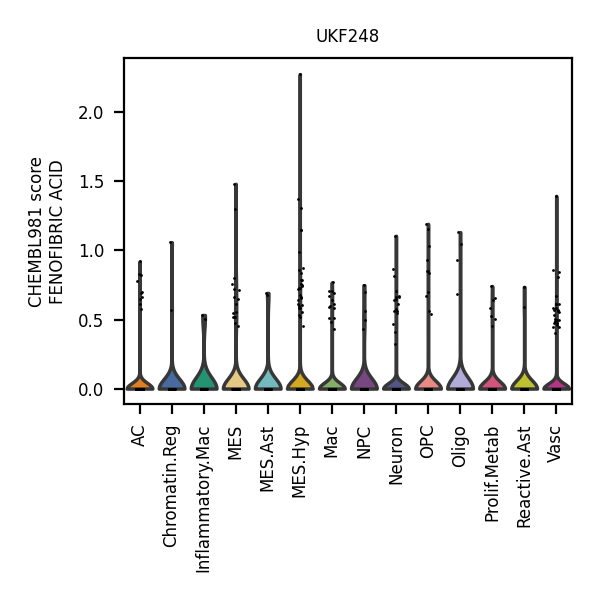 UKF248
CHEMBL981 score
FENOFIBRIC ACID
2.0
1.5
1.0
0.5
0.0
AC
Chromatin.Reg
Inflammatory.Mac
MES
MES.Ast
MES.Hyp
Mac
NPC
Neuron
OPC
Oligo
Prolif.Metab
Reactive.Ast
Vasc